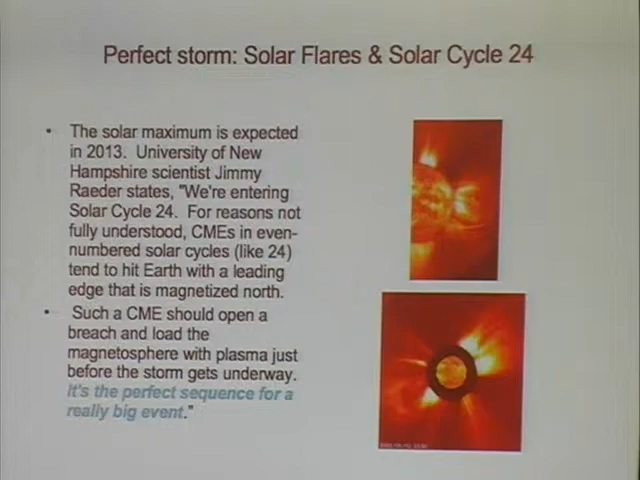 Perfect storm: Solar Flares & Solar Cycle 24
• The solar maximum is expected
in 2013. University of New
Hampshire scientist Jimmy
Raeder states, "We're entering
Solar Cycle 24. For reasons not
fully understood, CMEs in even-
numbered solar cycles (like 24)
tend to hit Earth with a leading
edge that is magnetized north.
• Such a CME should open a
breach and load the
magnetosphere with plasma just
before the storm gets underway.
It's the perfect sequence for a
really big event."